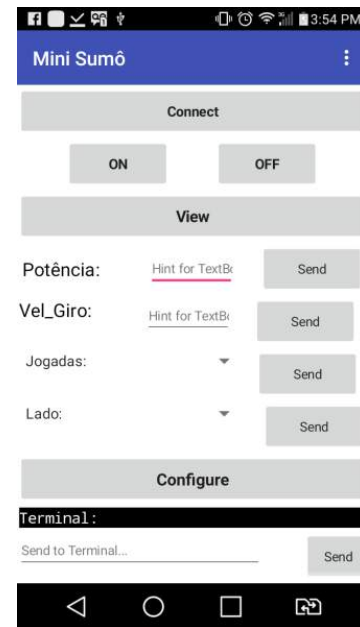 3:54 PM
Mini Sumô
Connect
ON OFF
View
Potência: Hint for TextBo Send
Vel_Giro: Hint for TextBo Send
Jogadas: Send
Lado: Send
Configure
Terminal:
Send to Terminal... Send